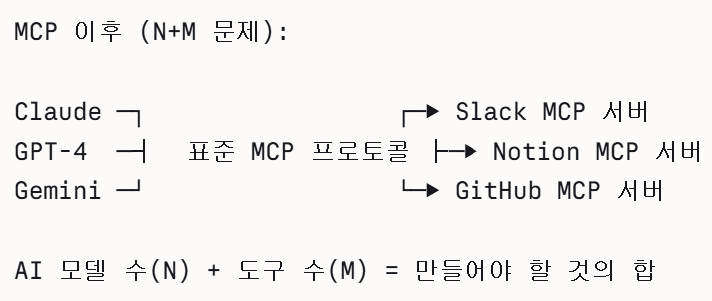 MCP 이후 (N+M 문제):
Claude ─┐ ┌─▶ Slack MCP 서버
GPT-4 ─┤ 표준 MCP 프로토콜 ├─▶ Notion MCP 서버
Gemini ─┘ └─▶ GitHub MCP 서버
AI 모델 수(N) + 도구 수(M) = 만들어야 할 것의 합